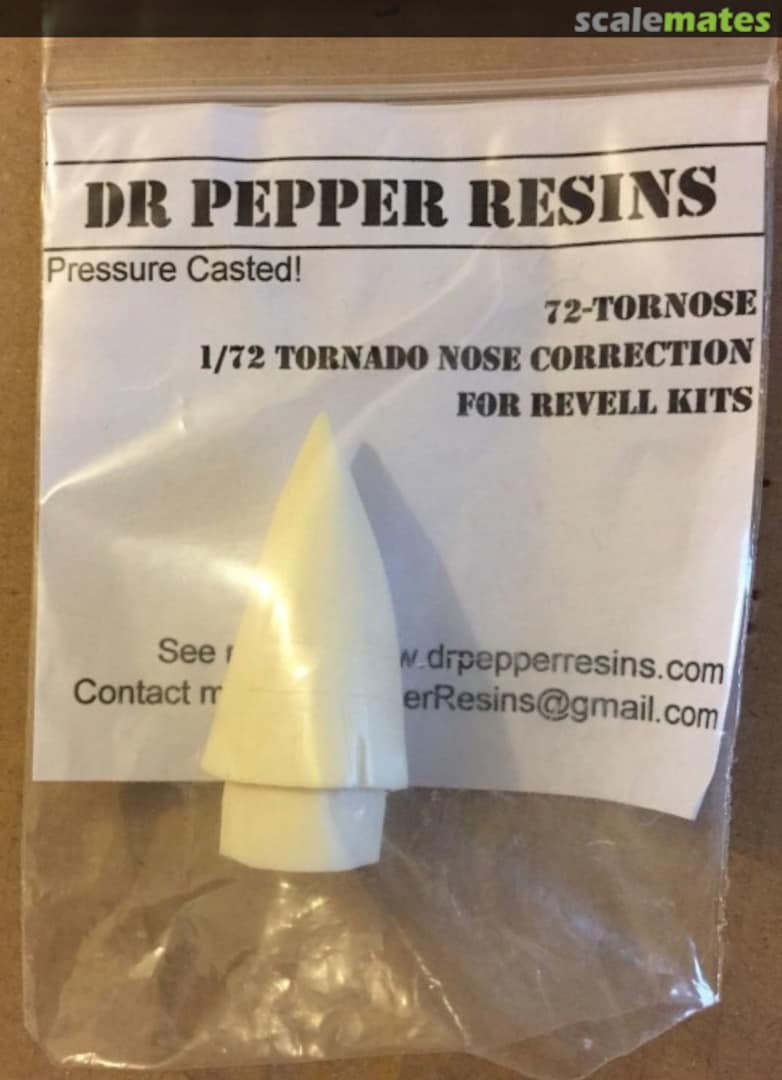 scalemates
DR PEPPER RESINS
Pressure Casted!
72-TORNOSE
1/72 TORNADO NOSE CORRECTION
FOR REVELL KITS
See
.drpepperresins.com
Contact
erResins@gmail.com